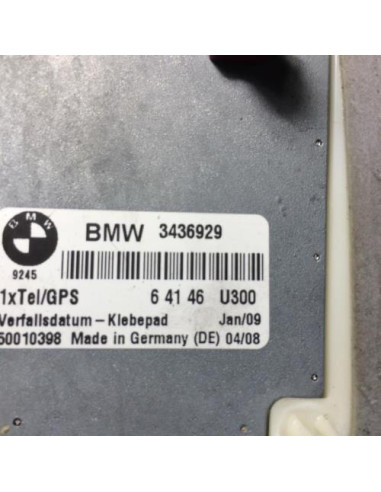 BMW
BMW 3436929
9245
1xTel/GPS 6 41 46 U300
Verfallsdatum – Klebepad Jan/09
50010398 Made in Germany (DE) 04/08